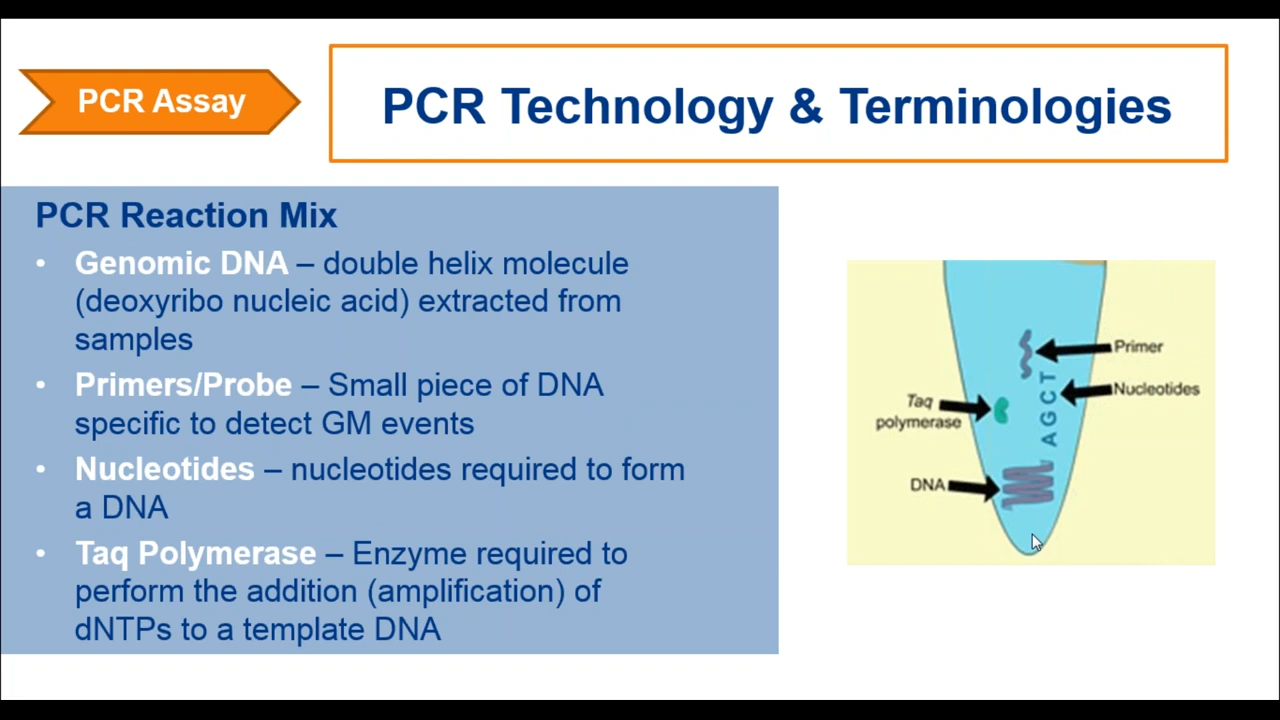 PCR Assay
PCR Technology & Terminologies
PCR Reaction Mix
• Genomic DNA – double helix molecule
(deoxyribo nucleic acid) extracted from
samples
• Primers/Probe – Small piece of DNA
specific to detect GM events
• Nucleotides – nucleotides required to form
a DNA
• Taq Polymerase – Enzyme required to
perform the addition (amplification) of
dNTPs to a template DNA
Primer
Nucleotides
AGCT
Taq
polymerase
DNA